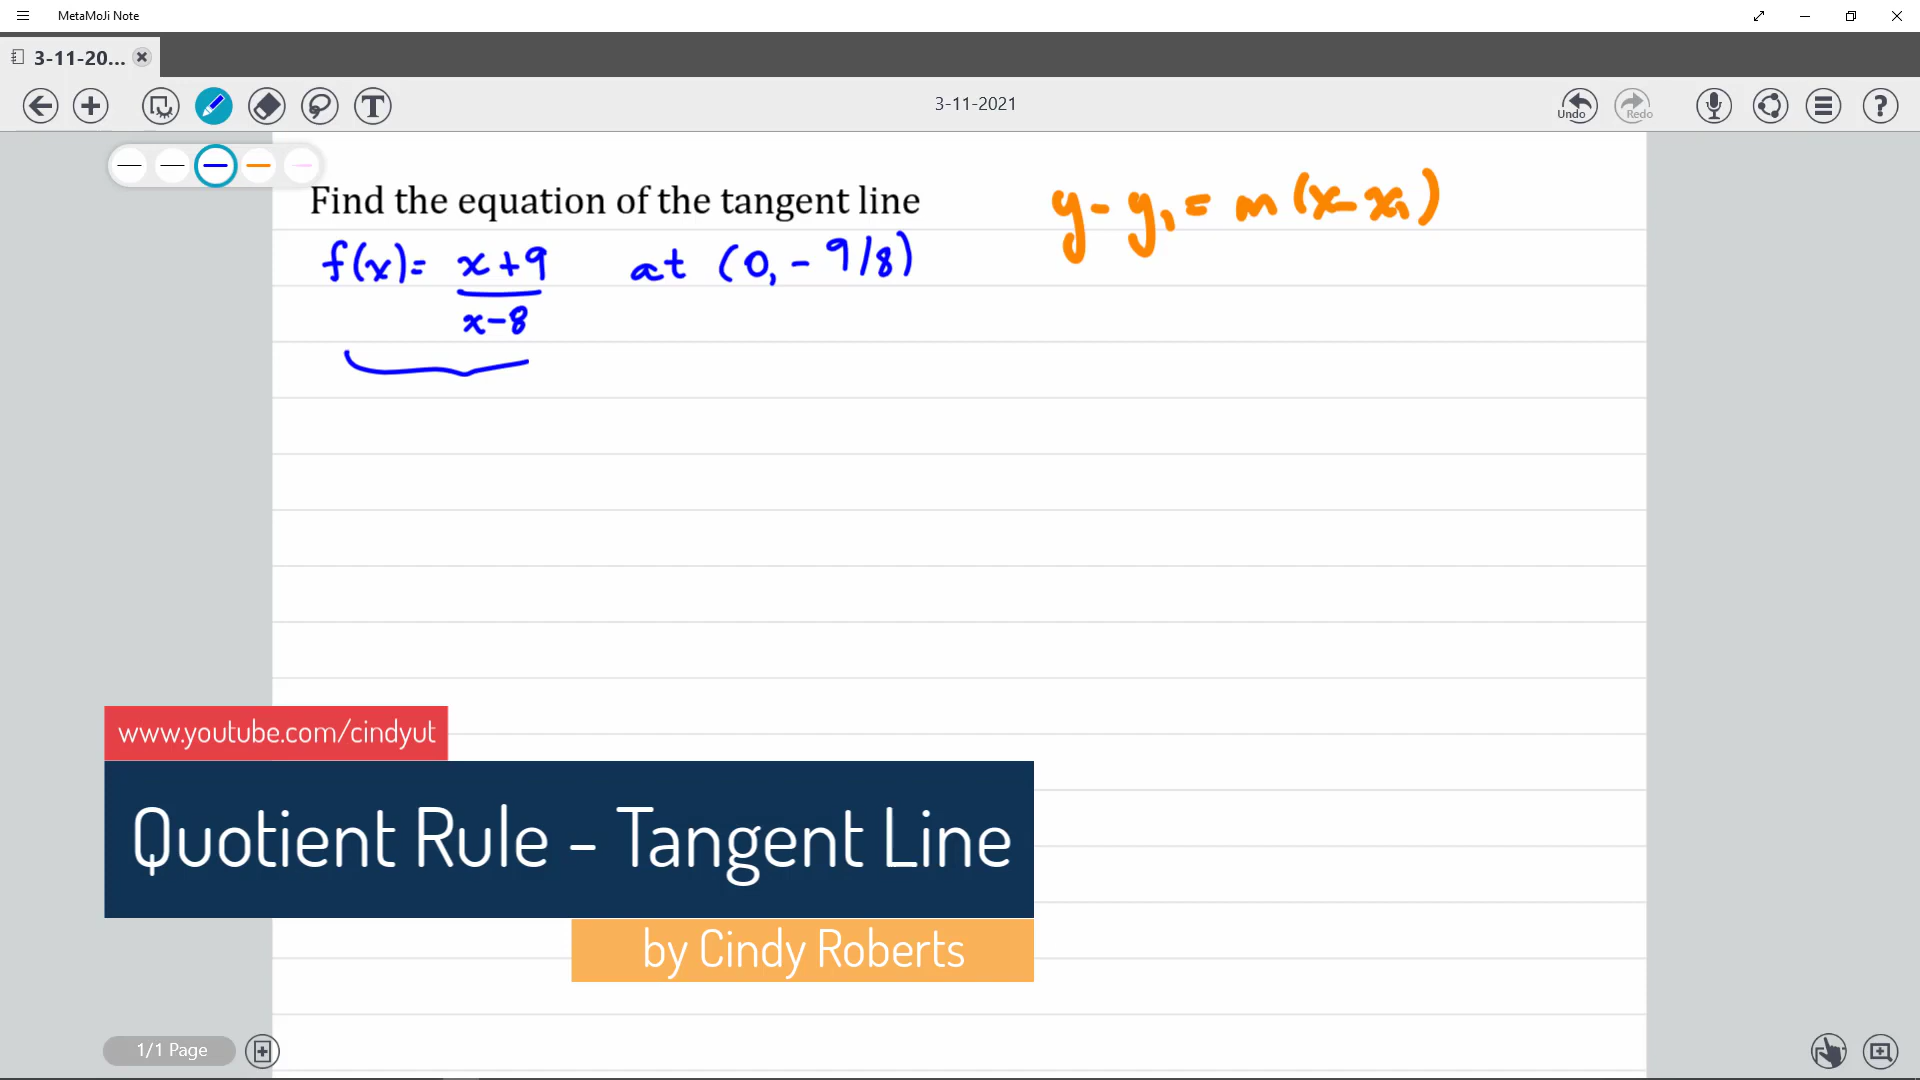 MetaMoJi Note
3-11-20...
3-11-2021
Undo
Redo
Find the equation of the tangent line
y - y₁ = m (x - x₁)
f(x) = x+9 at (0, - 9/8)
x-8
www.youtube.com/cindyut
Quotient Rule - Tangent Line
by Cindy Roberts
1/1 Page